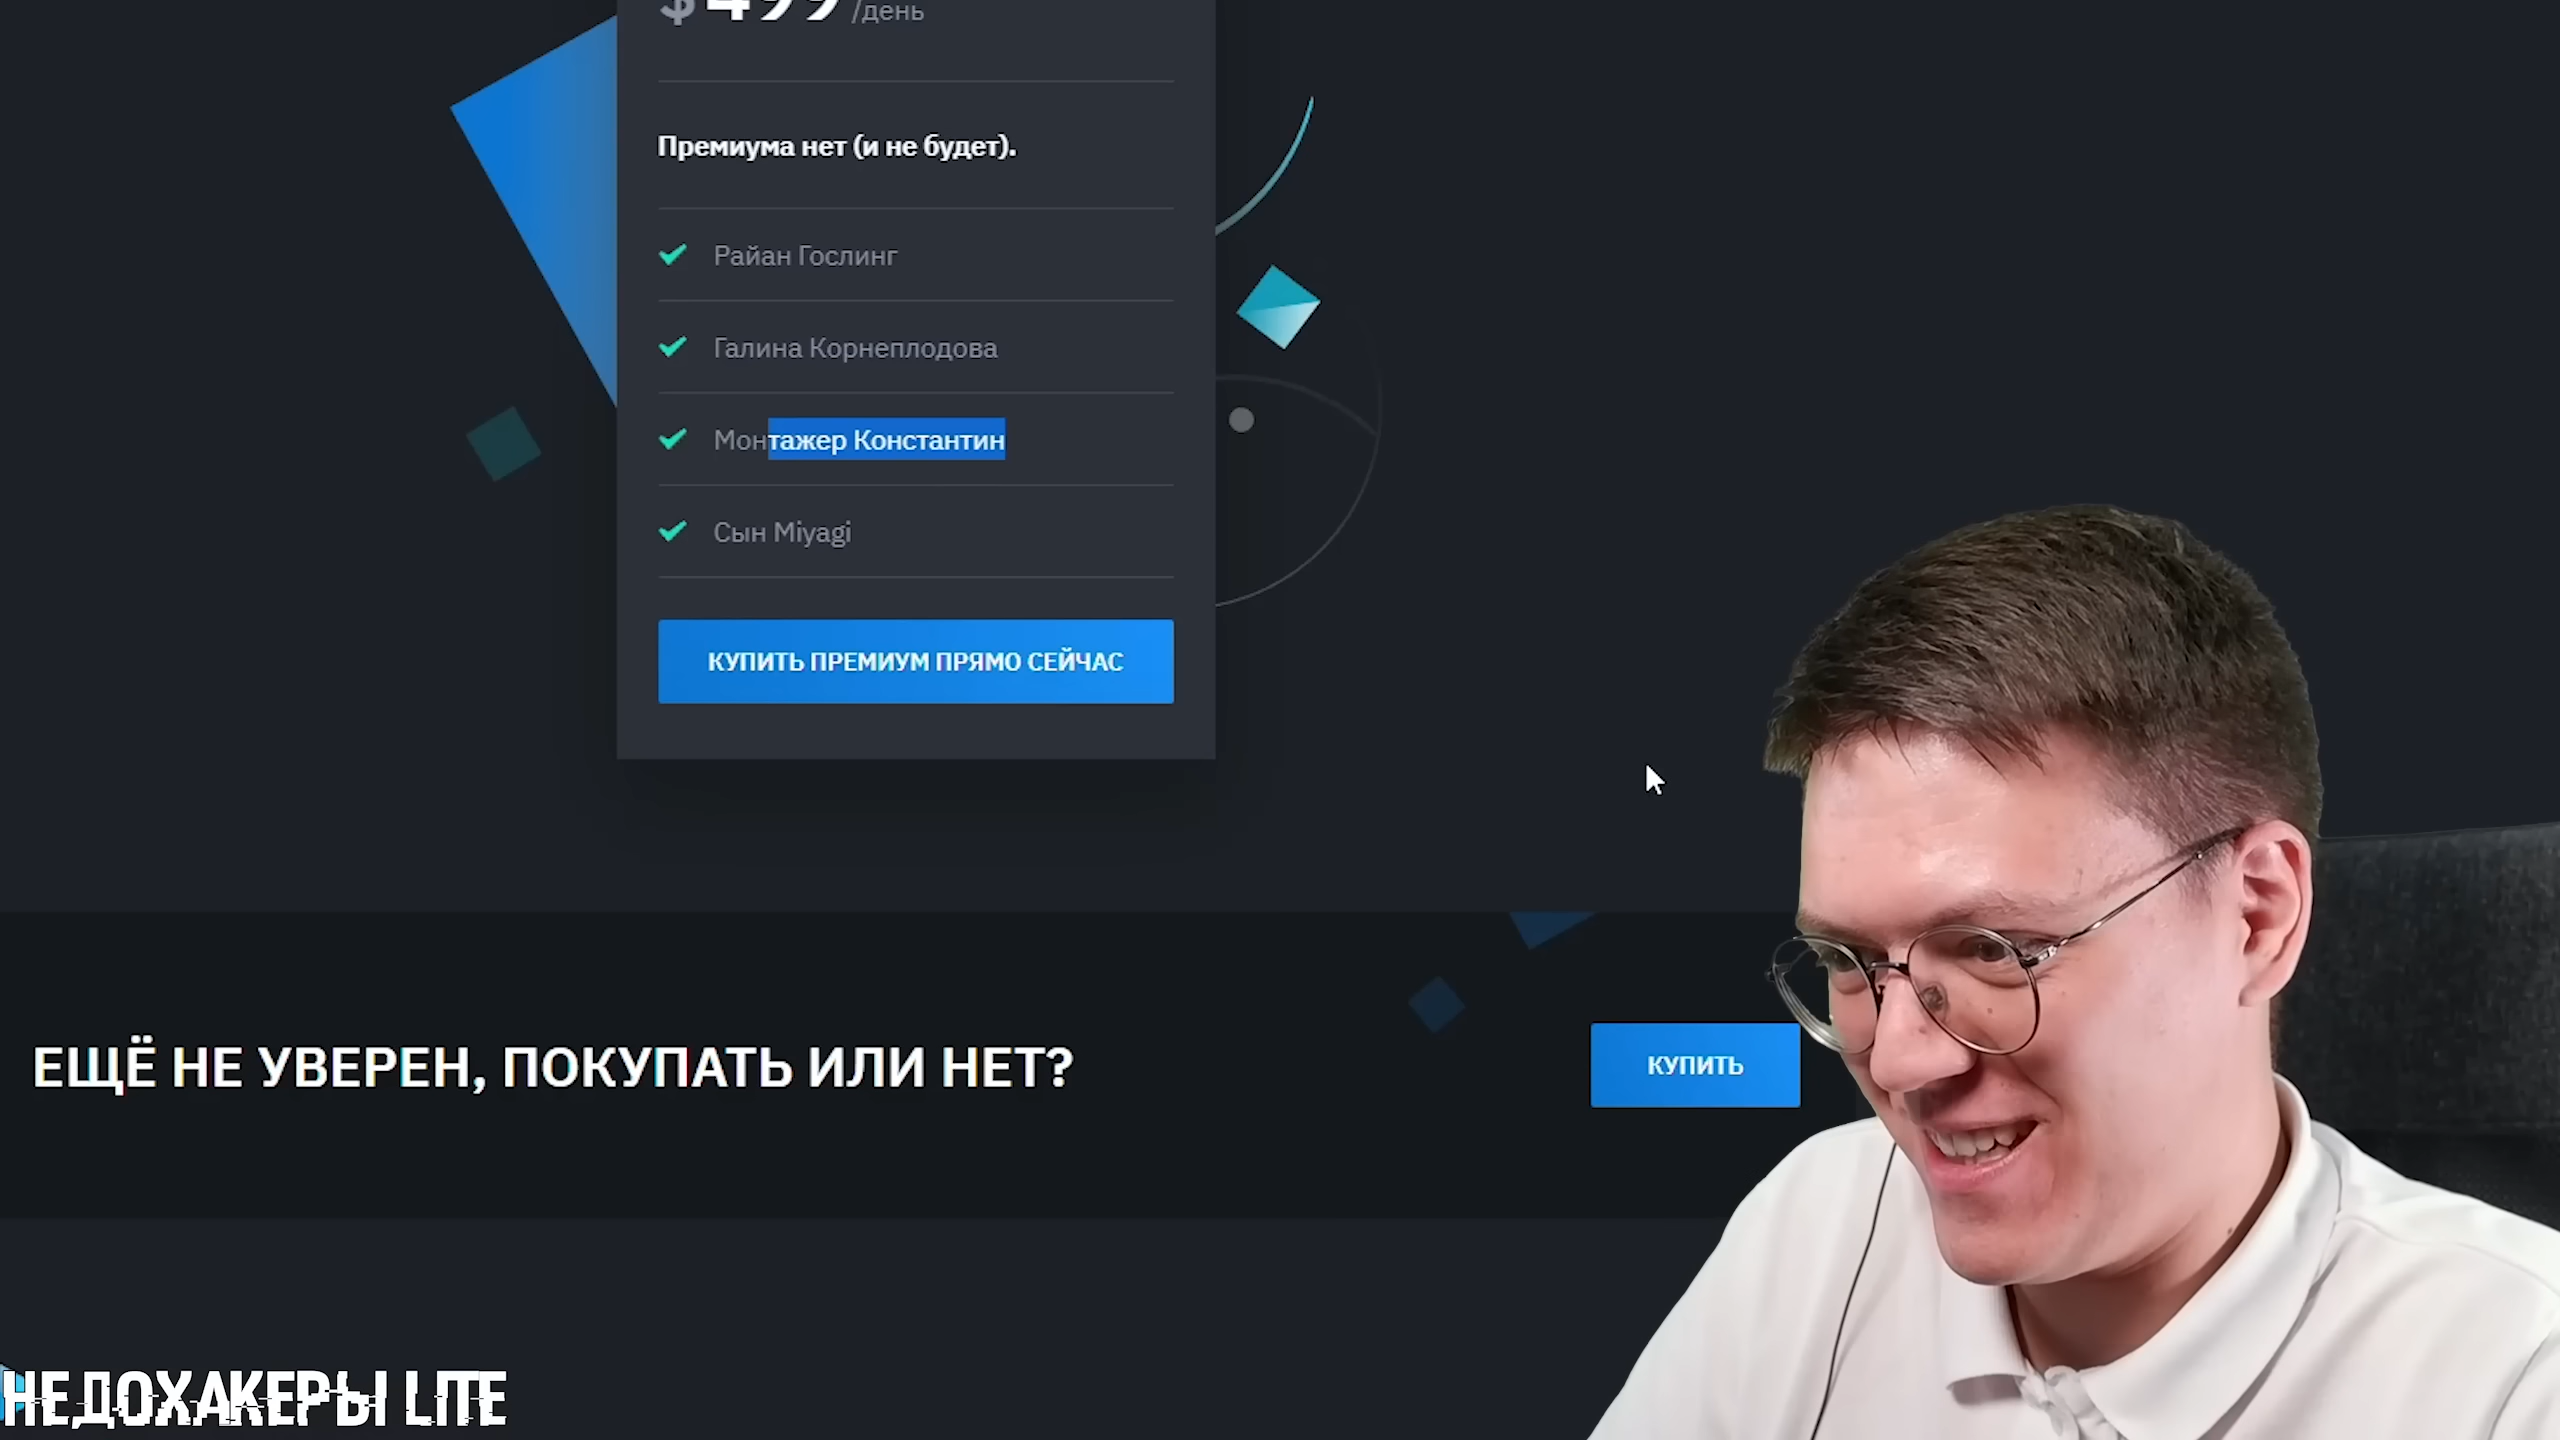 $499/день
Премиума нет (и не будет).
Райан Гослинг
Галина Корнеплодова
Монтажер Константин
Сын Miyagi
КУПИТЬ ПРЕМИУМ ПРЯМО СЕЙЧАС
ЕЩЁ НЕ УВЕРЕН, ПОКУПАТЬ ИЛИ НЕТ?
КУПИТЬ
НЕДОХАКЕРЫ LITE